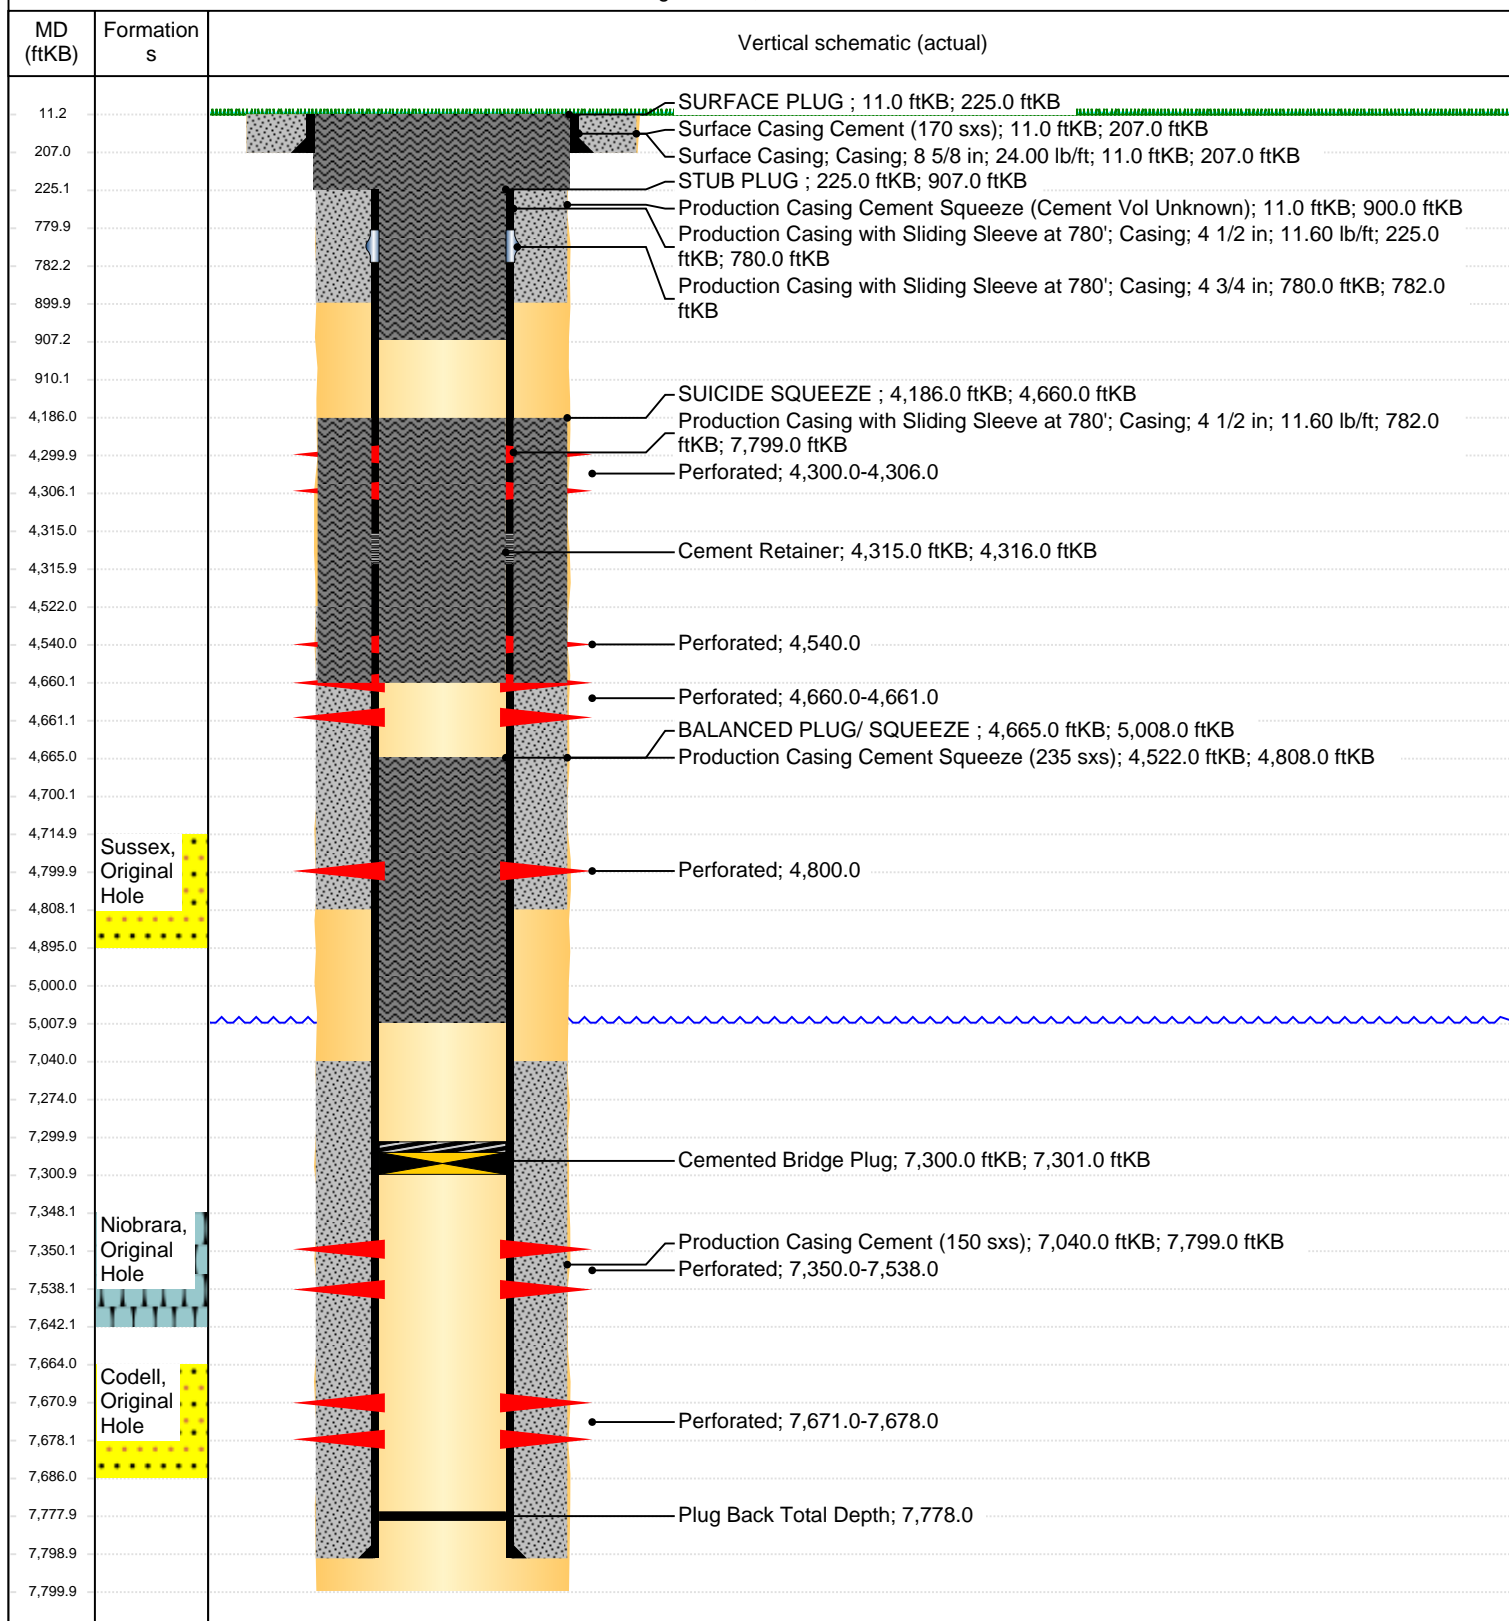 MD
(ftKB)
Formation
s
Vertical schematic (actual)
11.2
207.0
225.1
779.9
782.2
899.9
907.2
910.1
4,186.0
4,299.9
4,306.1
4,315.0
4,315.9
4,522.0
4,540.0
4,660.1
4,661.1
4,665.0
4,700.1
4,714.9
4,799.9
4,808.1
4,895.0
5,000.0
5,007.9
7,040.0
7,274.0
7,299.9
7,300.9
7,348.1
7,350.1
7,538.1
7,642.1
7,664.0
7,670.9
7,678.1
7,686.0
7,777.9
7,798.9
7,799.9
Sussex,
Original
Hole
Niobrara,
Original
Hole
Codell,
Original
Hole
SURFACE PLUG ; 11.0 ftKB; 225.0 ftKB
Surface Casing Cement (170 sxs); 11.0 ftKB; 207.0 ftKB
Surface Casing; Casing; 8 5/8 in; 24.00 lb/ft; 11.0 ftKB; 207.0 ftKB
STUB PLUG ; 225.0 ftKB; 907.0 ftKB
Production Casing Cement Squeeze (Cement Vol Unknown); 11.0 ftKB; 900.0 ftKB
Production Casing with Sliding Sleeve at 780'; Casing; 4 1/2 in; 11.60 lb/ft; 225.0
ftKB; 780.0 ftKB
Production Casing with Sliding Sleeve at 780'; Casing; 4 3/4 in; 780.0 ftKB; 782.0
ftKB
SUICIDE SQUEEZE ; 4,186.0 ftKB; 4,660.0 ftKB
Production Casing with Sliding Sleeve at 780'; Casing; 4 1/2 in; 11.60 lb/ft; 782.0
ftKB; 7,799.0 ftKB
Perforated; 4,300.0-4,306.0
Cement Retainer; 4,315.0 ftKB; 4,316.0 ftKB
Perforated; 4,540.0
Perforated; 4,660.0-4,661.0
BALANCED PLUG/ SQUEEZE ; 4,665.0 ftKB; 5,008.0 ftKB
Production Casing Cement Squeeze (235 sxs); 4,522.0 ftKB; 4,808.0 ftKB
Perforated; 4,800.0
Cemented Bridge Plug; 7,300.0 ftKB; 7,301.0 ftKB
Production Casing Cement (150 sxs); 7,040.0 ftKB; 7,799.0 ftKB
Perforated; 7,350.0-7,538.0
Perforated; 7,671.0-7,678.0
Plug Back Total Depth; 7,778.0